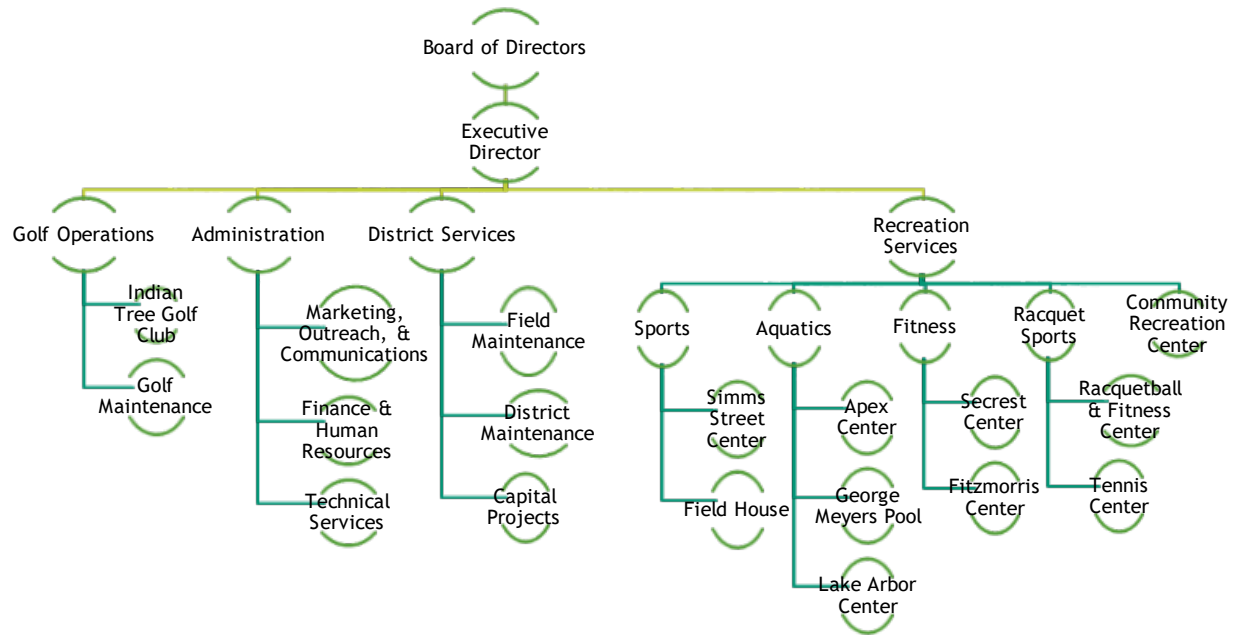 Board of Directors
Executive
Director
Golf Operations
Administration
District Services
Recreation
Services
Indian
Tree Golf
Club
Golf
Maintenance
Marketing,
Outreach, &
Communications
Finance &
Human
Resources
Technical
Services
Field
Maintenance
District
Maintenance
Capital
Projects
Sports
Simms
Street
Center
Field House
Aquatics
Apex
Center
George
Meyers Pool
Lake Arbor
Center
Fitness
Secrest
Center
Fitzmorris
Center
Racquet
Sports
Racquetball
& Fitness
Center
Tennis
Center
Community
Recreation
Center